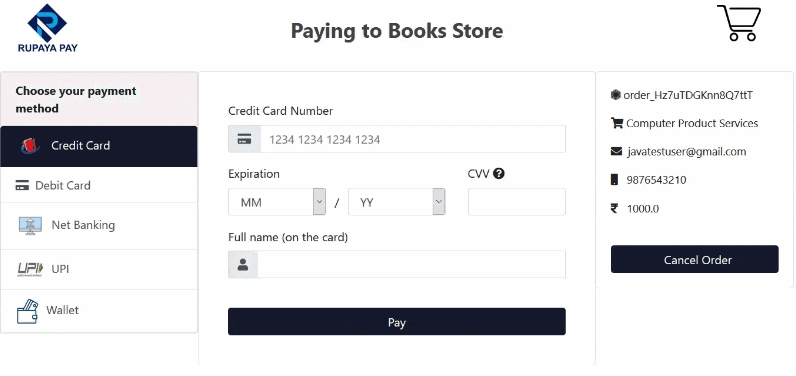 RUPAYA PAY
Paying to Books Store
Choose your payment
method
Credit Card
Debit Card
Net Banking
UPI
UPI
Wallet
Credit Card Number
1234 1234 1234 1234
Expiration
CVV
MM / YY
Full name (on the card)
Pay
order_Hz7uTDGKnn8Q7ttT
Computer Product Services
javatestuser@gmail.com
9876543210
₹ 1000.0
Cancel Order